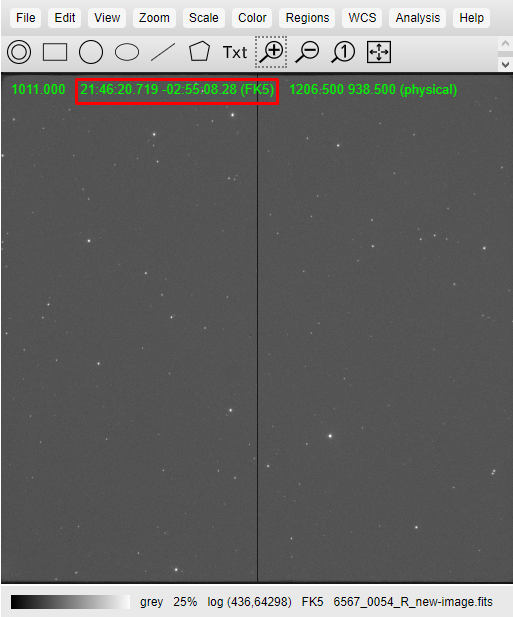 File Edit View Zoom Scale Color Regions WCS Analysis Help
Txt 1
1011.000 21:46:20.719 -02:55:08.28 (FK5) 1206.500 938.500 (physical)
grey 25% log (436,64298) FK5 6567_0054_R_new-image.fits